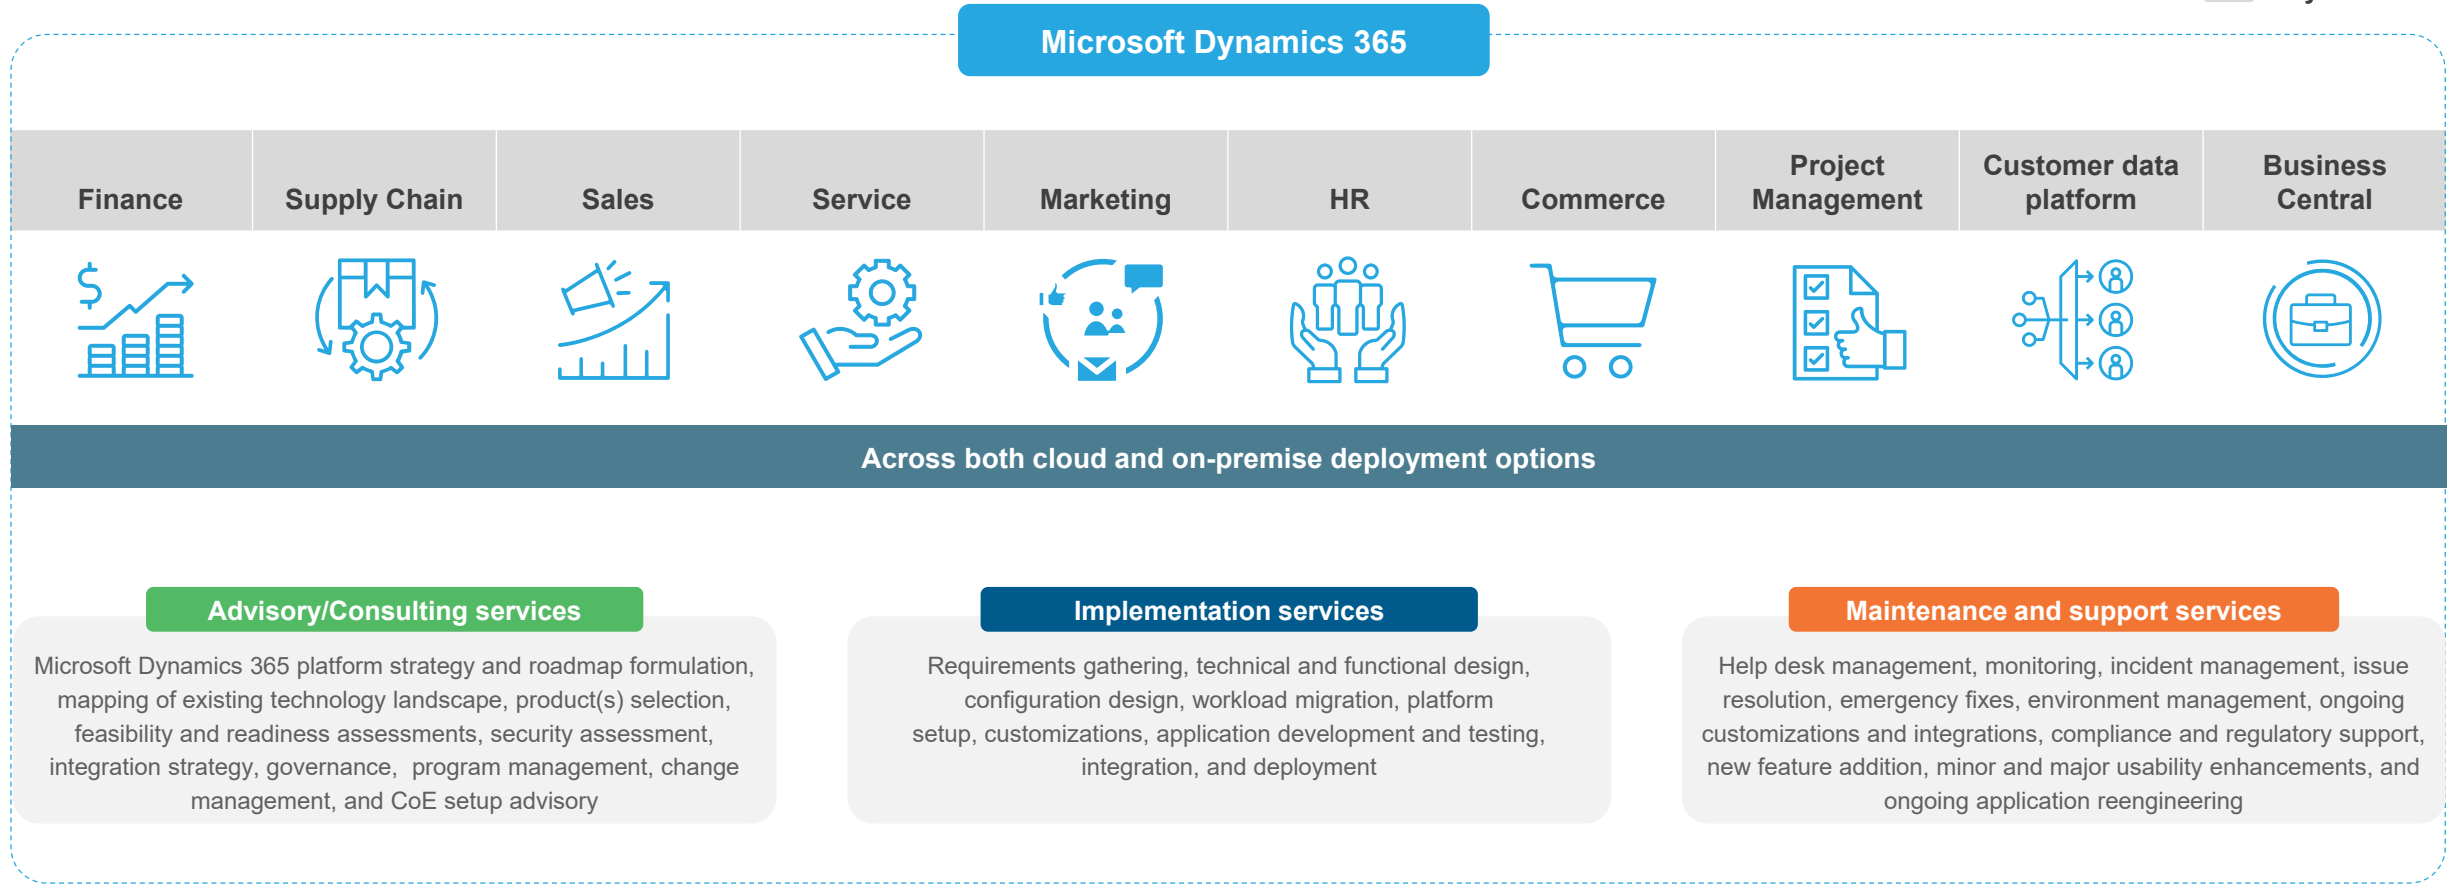 Microsoft Dynamics 365
Finance
Supply Chain
Sales
Service
Marketing
HR
Commerce
Project
Management
Customer data
platform
Business
Central
Across both cloud and on-premise deployment options
Advisory/Consulting services
Microsoft Dynamics 365 platform strategy and roadmap formulation,
mapping of existing technology landscape, product(s) selection,
feasibility and readiness assessments, security assessment,
integration strategy, governance,  program management, change
management, and CoE setup advisory
Implementation services
Requirements gathering, technical and functional design,
configuration design, workload migration, platform
setup, customizations, application development and testing,
integration, and deployment
Maintenance and support services
Help desk management, monitoring, incident management, issue
resolution, emergency fixes, environment management, ongoing
customizations and integrations, compliance and regulatory support,
new feature addition, minor and major usability enhancements, and
ongoing application reengineering